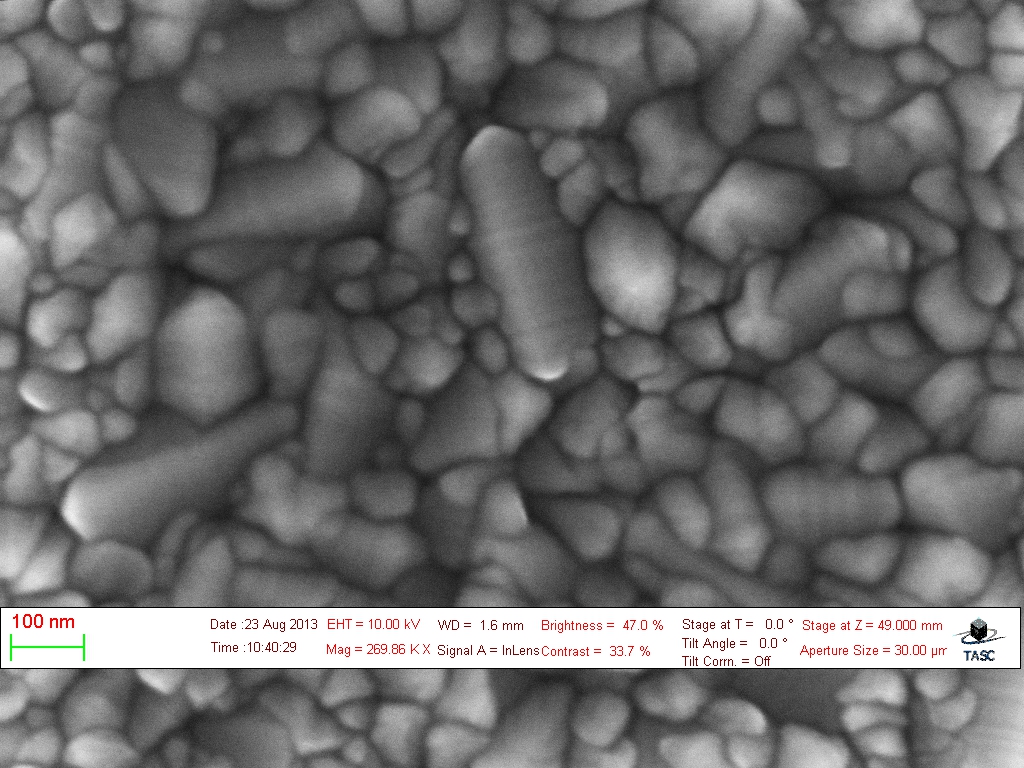 100 nm
Date :23 Aug 2013 EHT = 10.00 kV WD = 1.6 mm Brightness = 47.0 % Stage at T = 0.0 ° Stage at Z = 49.000 mm
Tilt Angle = 0.0 °
Time :10:40:29 Mag = 269.86 K X Signal A = InLens Contrast = 33.7 % Aperture Size = 30.00 µm
Tilt Corrn. = Off
TASC